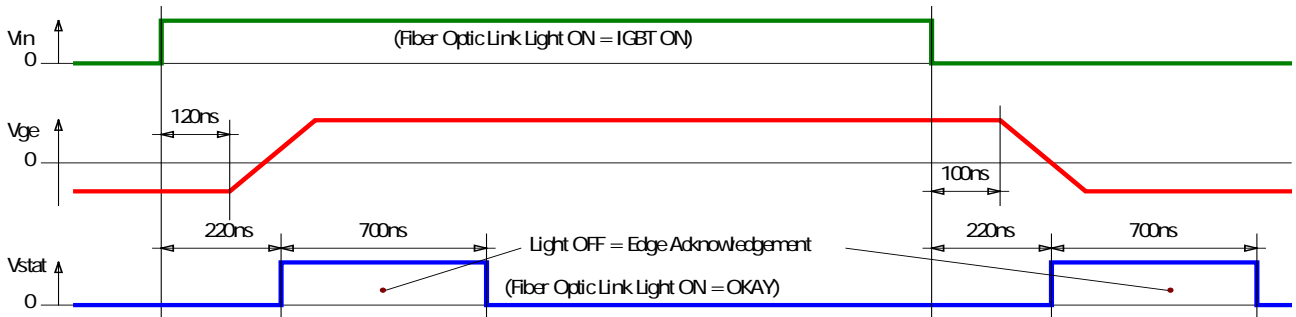 Vin
(Fiber Optic Link Light ON = IGBT ON)
0
120ns
Vge
0
100ns
220ns
700ns
Light OFF = Edge Acknowledgement
220ns
700ns
Vstat
(Fiber Optic Link Light ON = OKAY)
0